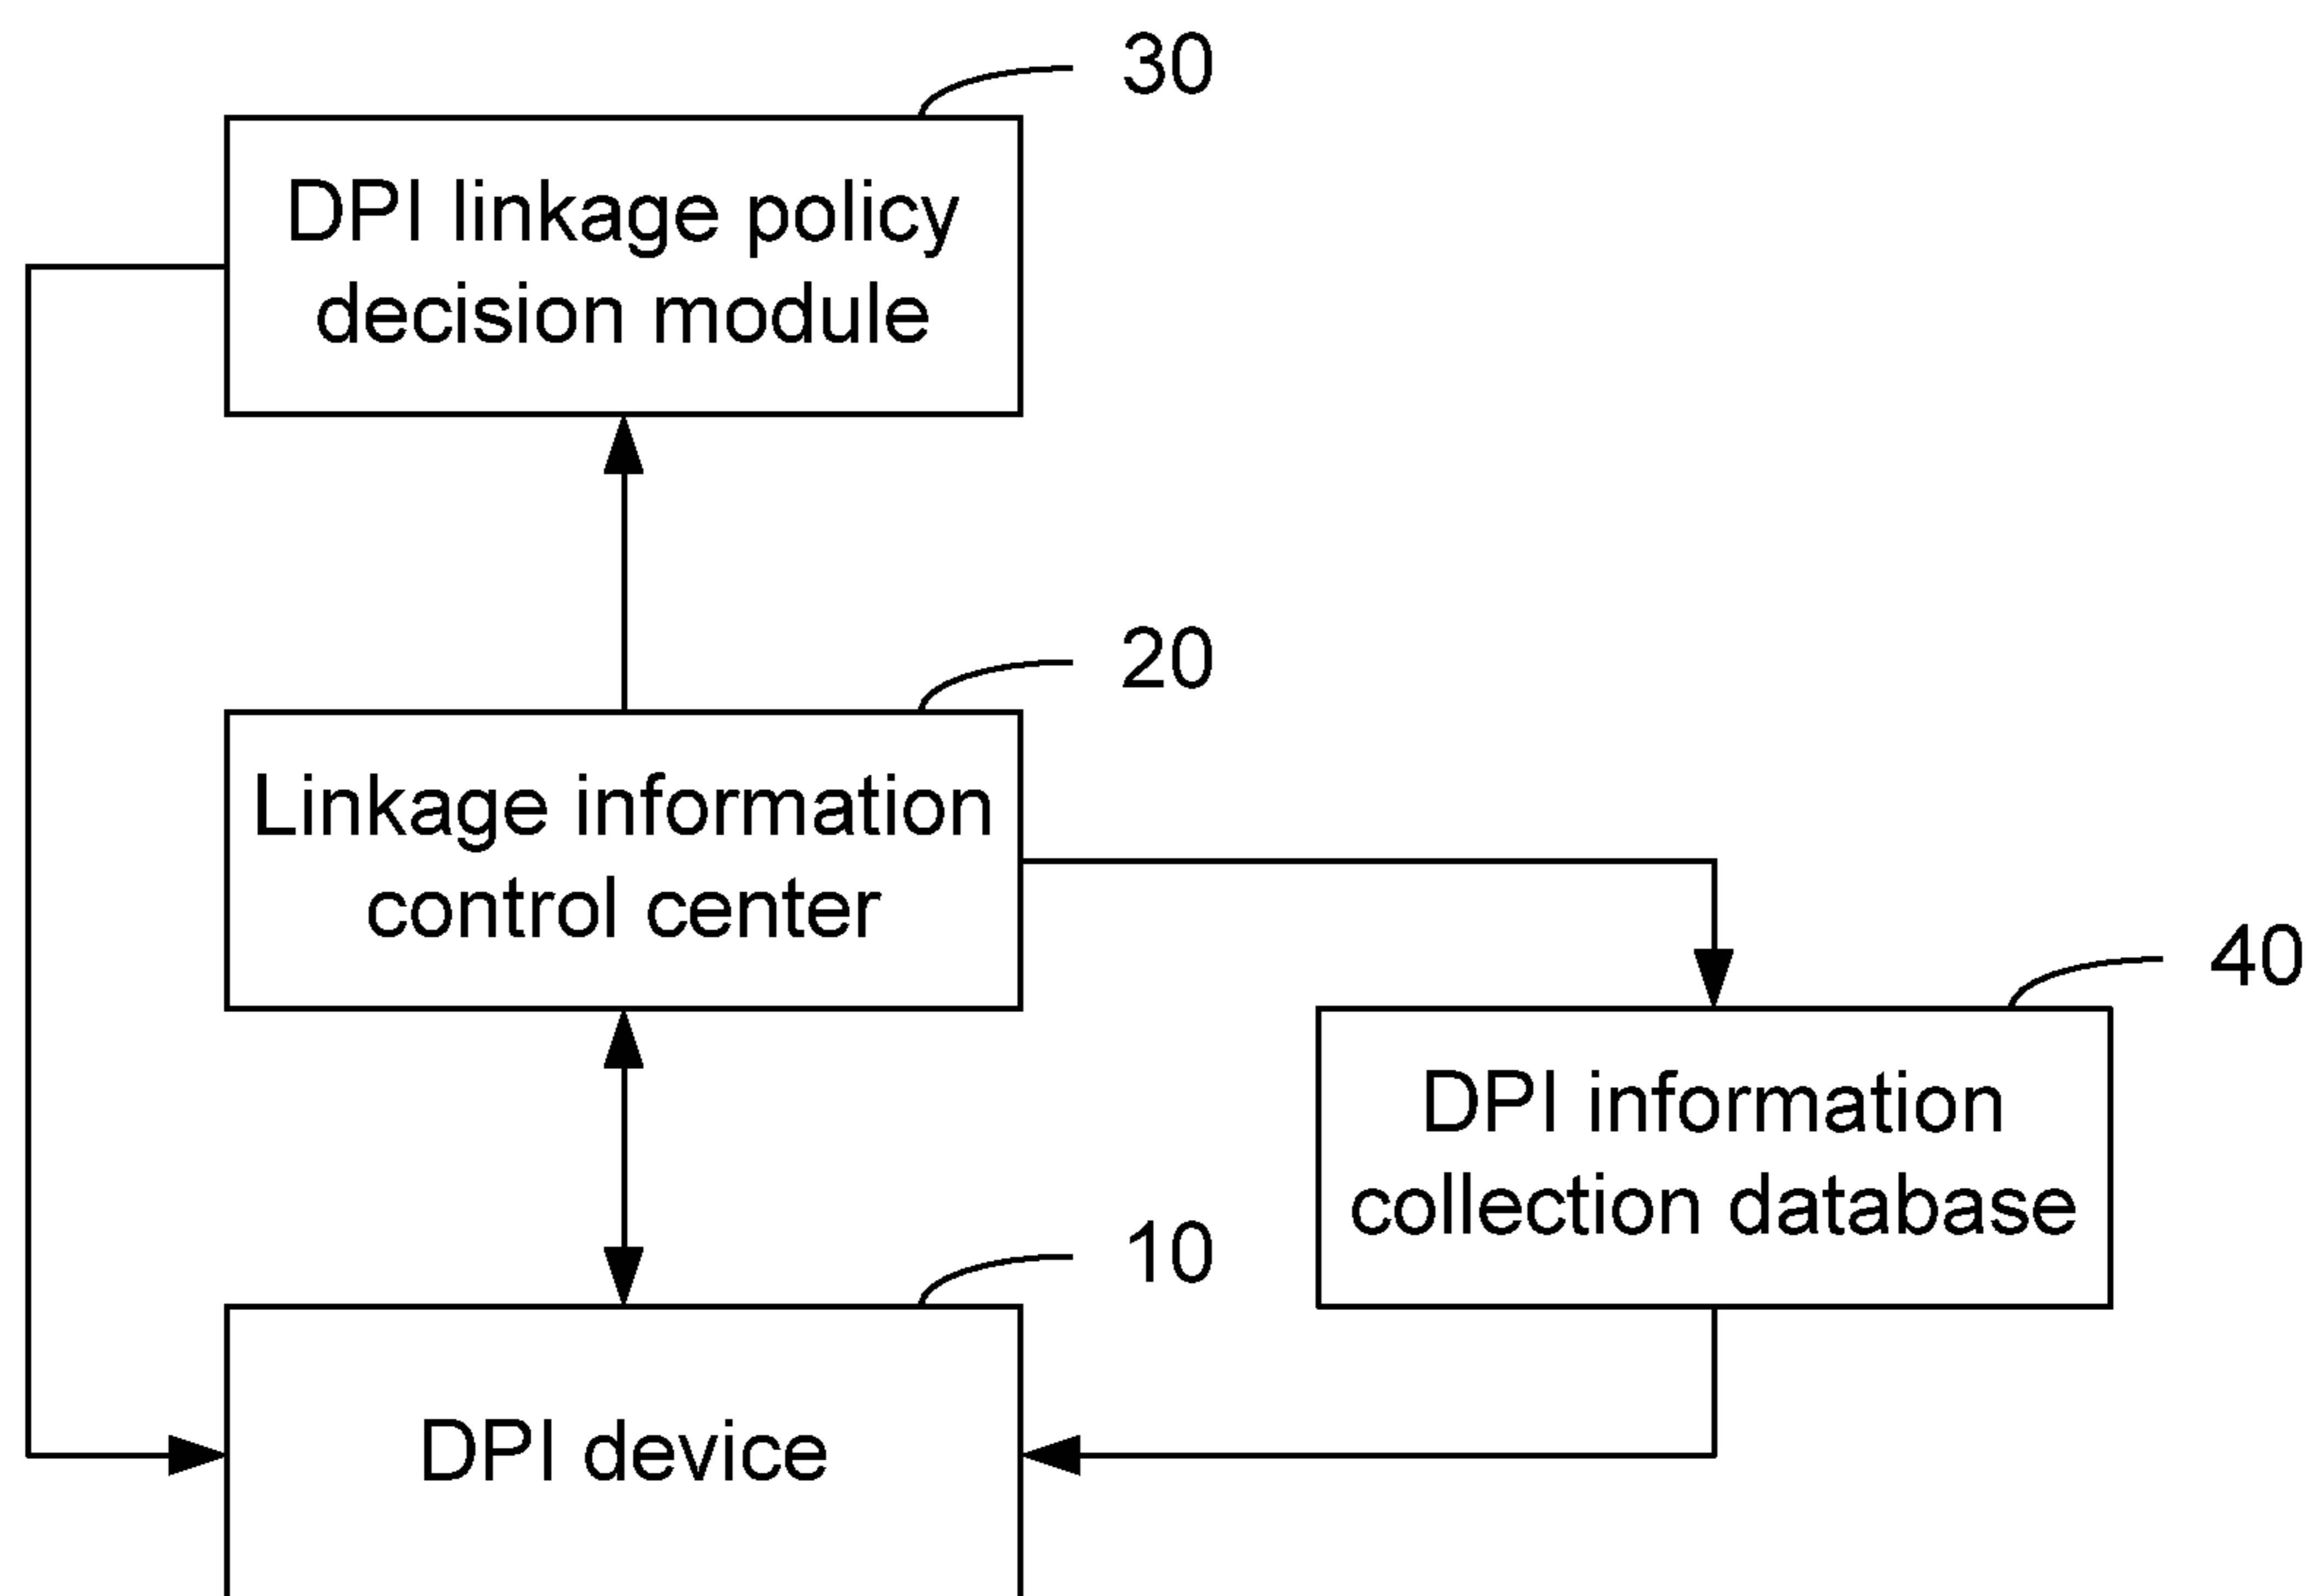 30
DPI linkage policy
decision module
20
Linkage information
control center
40
DPI information
collection database
10
DPI device